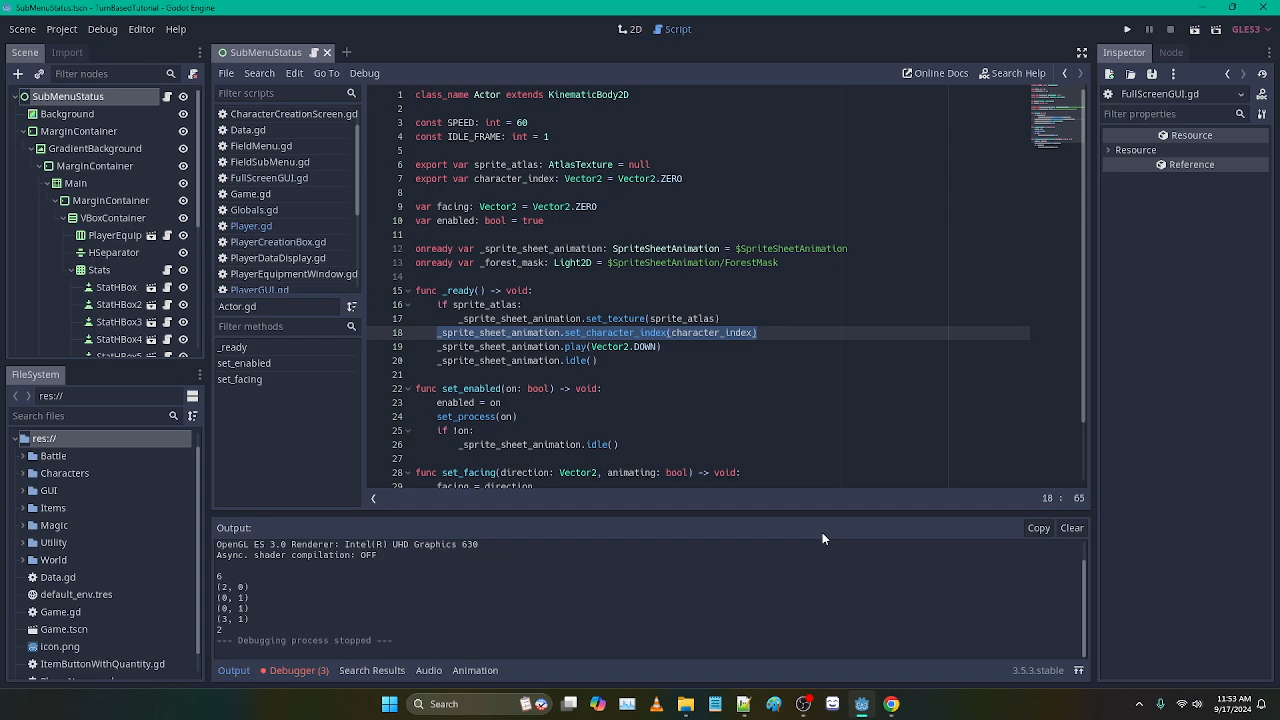 SubMenuStatus.tscn - TurnBasedTutorial - Godot Engine
Scene Project Debug Editor Help
2D Script
GLES3
Scene Import
Filter nodes
SubMenuStatus
Background
MarginContainer
GradientBackground
MarginContainer
Main
MarginContainer
VBoxContainer
PlayerEquip
HSeparator
Stats
StatHBox
StatHBox2
StatHBox3
StatHBox4
StatHBox5
FileSystem
res://
Search files
res://
Battle
Characters
GUI
Items
Magic
Utility
World
Data.gd
default_env.tres
Game.gd
Game.tscn
icon.png
ItemButtonWithQuantity.gd
SubMenuStatus
File Search Edit Go To Debug
Online Docs Search Help
Filter scripts
CharacterCreationScreen.gd
Data.gd
FieldMenu.gd
FieldSubMenu.gd
FullScreenGUI.gd
Game.gd
Globals.gd
Player.gd
PlayerCreationBox.gd
PlayerDataDisplay.gd
PlayerEquipmentWindow.gd
PlayerGUI.gd
Actor.gd
Filter methods
_ready
set_enabled
set_facing
1 class_name Actor extends KinematicBody2D
2
3 const SPEED: int = 60
4 const IDLE_FRAME: int = 1
5
6 export var sprite_atlas: AtlasTexture = null
7 export var character_index: Vector2 = Vector2.ZERO
8
9 var facing: Vector2 = Vector2.ZERO
10 var enabled: bool = true
11
12 onready var _sprite_sheet_animation: SpriteSheetAnimation = $SpriteSheetAnimation
13 onready var _forest_mask: Light2D = $SpriteSheetAnimation/ForestMask
14
15 func _ready() -> void:
16 if sprite_atlas:
17 _sprite_sheet_animation.set_texture(sprite_atlas)
18 _sprite_sheet_animation.set_character_index(character_index)
19 _sprite_sheet_animation.play(Vector2.DOWN)
20 _sprite_sheet_animation.idle()
21
22 func set_enabled(on: bool) -> void:
23 enabled = on
24 set_process(on)
25 if !on:
26 _sprite_sheet_animation.idle()
27
28 func set_facing(direction: Vector2, animating: bool) -> void:
29 facing = direction
18 : 65
Output:
Copy Clear
OpenGL ES 3.0 Renderer: Intel(R) UHD Graphics 630
Async. shader compilation: OFF
6
(2, 0)
(0, 1)
(0, 1)
(3, 1)
2
--- Debugging process stopped ---
Output Debugger (3) Search Results Audio Animation
3.5.3.stable
Inspector Node
FullScreenGUI.gd
Filter properties
Resource
Resource
Reference
Search
11:53 AM
9/17/2024